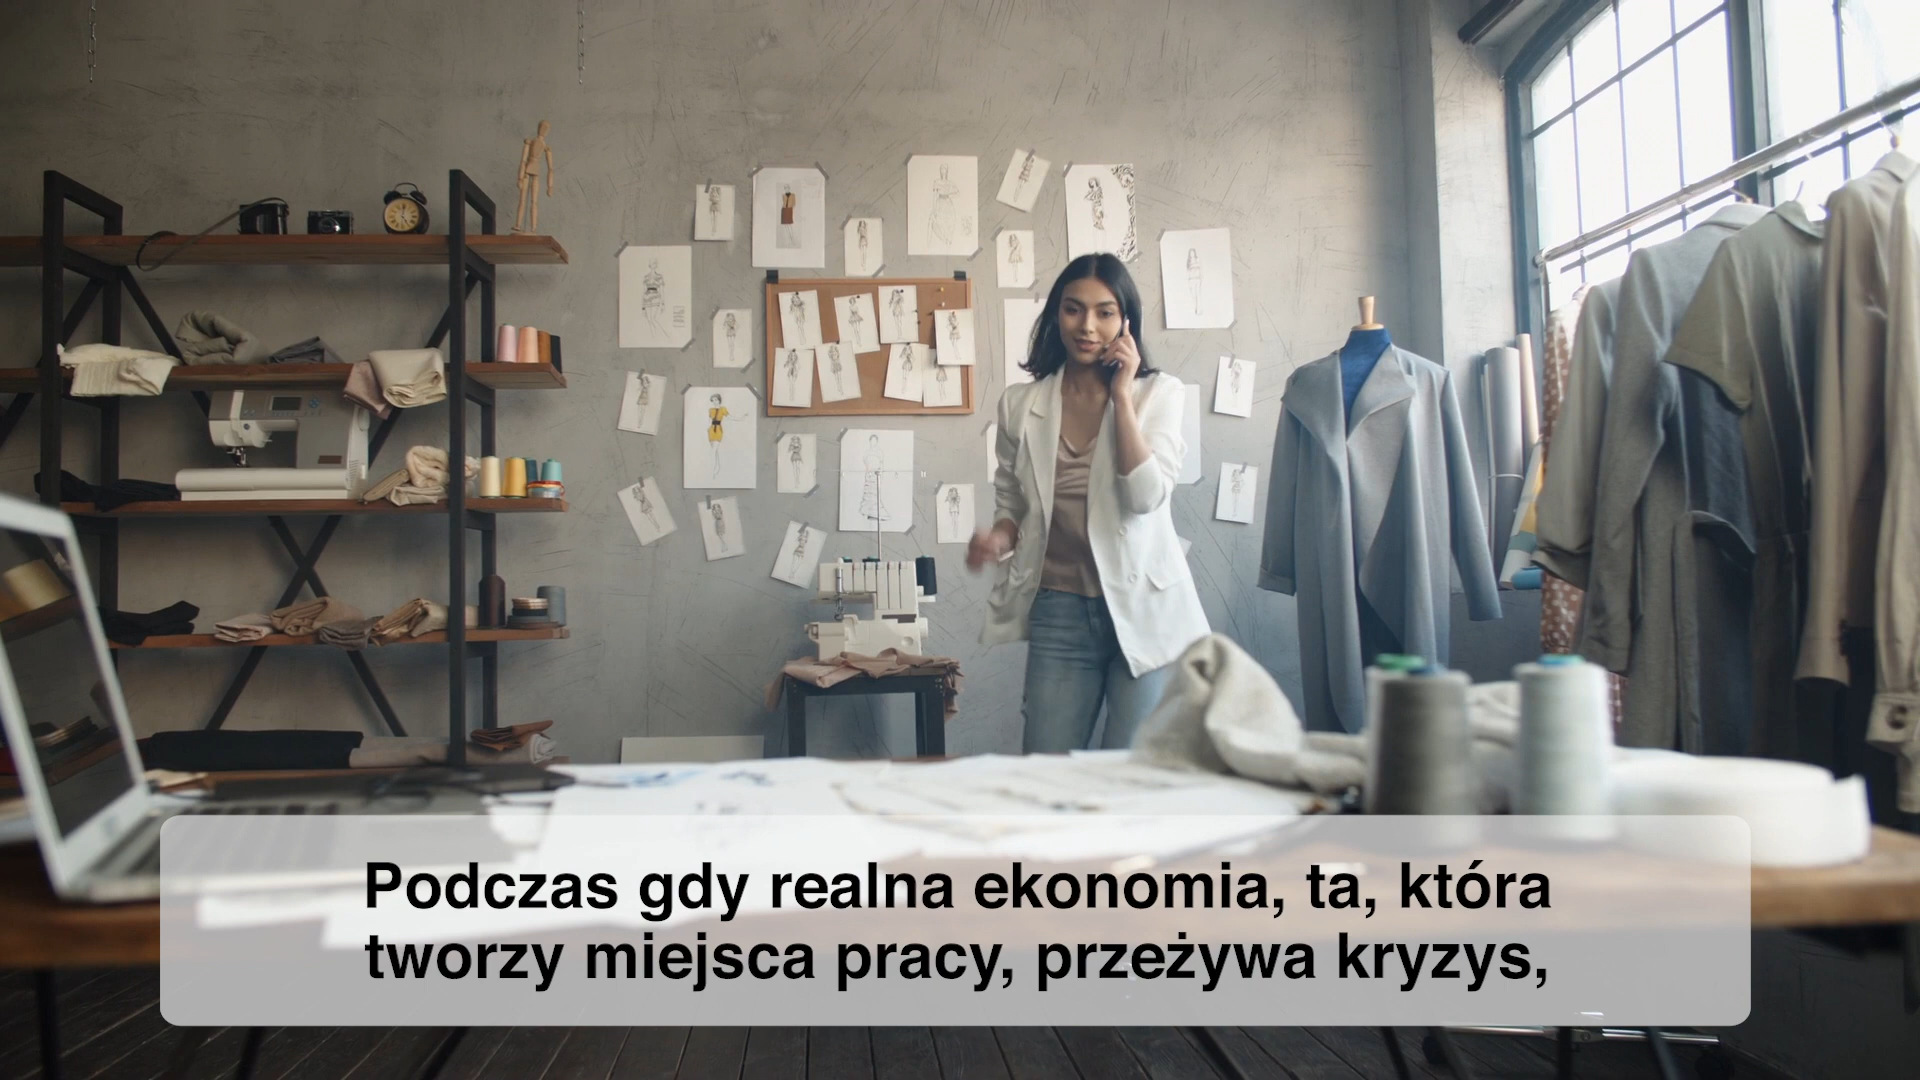 Podczas gdy realna ekonomia, ta, która
tworzy miejsca pracy, przeżywa kryzys,